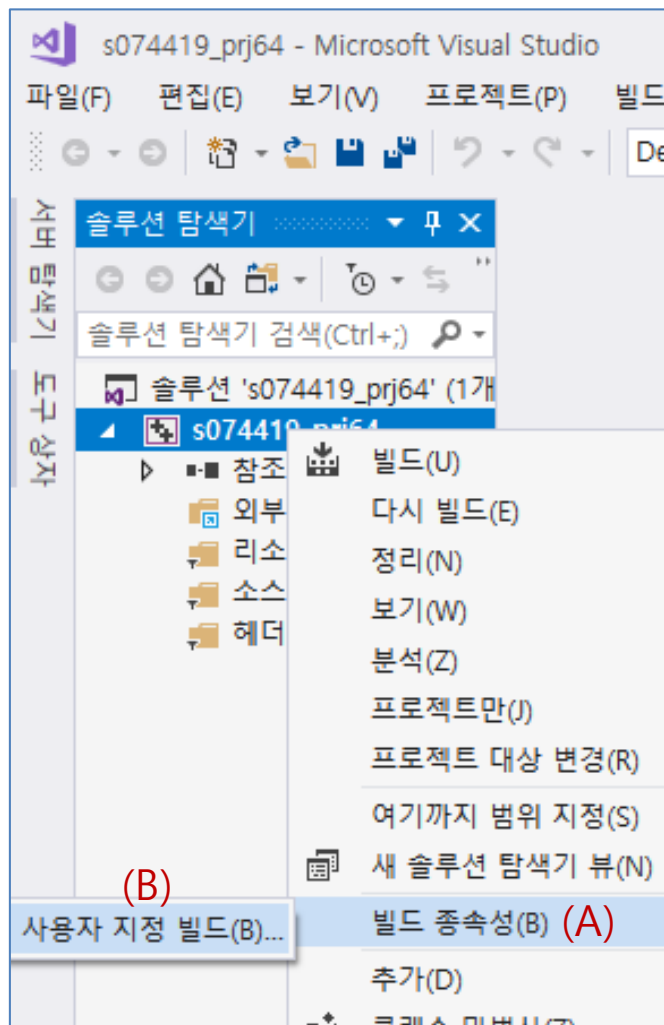 s074419_prj64 - Microsoft Visual Studio
파일(F) 편집(E) 보기(V) 프로젝트(P) 빌드
De
서버 탐색기
도구 상자
솔루션 탐색기
솔루션 탐색기 검색(Ctrl+;)
솔루션 's074419_prj64' (1개
s074419_prj64
참조
외부
리소
소스
헤더
빌드(U)
다시 빌드(E)
정리(N)
보기(W)
분석(Z)
프로젝트만(J)
프로젝트 대상 변경(R)
여기까지 범위 지정(S)
새 솔루션 탐색기 뷰(N)
(B)
사용자 지정 빌드(B)...
빌드 종속성(B) (A)
추가(D)